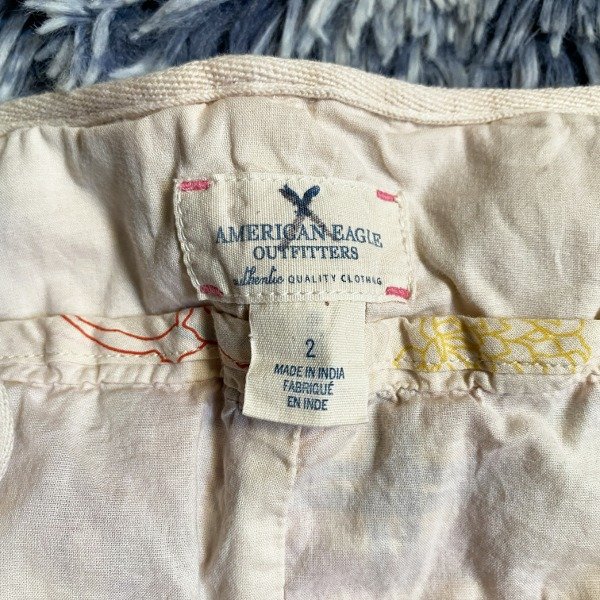 AMERICAN EAGLE
OUTFITTERS
authentic QUALITY CLOTHING
2
MADE IN INDIA
FABRIQUÉ
EN INDE